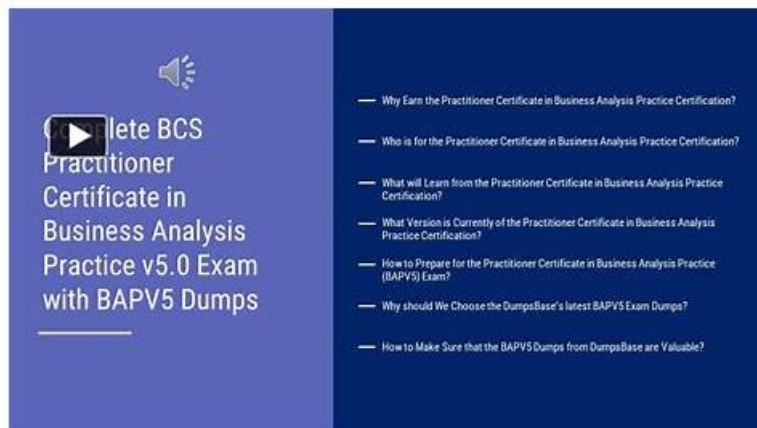 Complete BCS
Practitioner
Certificate in
Business Analysis
Practice v5.0 Exam
with BAPV5 Dumps
— Why Earn the Practitioner Certificate in Business Analysis Practice Certification?
— Who is for the Practitioner Certificate in Business Analysis Practice Certification?
— What will Learn from the Practitioner Certificate in Business Analysis Practice
Certification?
— What Version is Currently of the Practitioner Certificate in Business Analysis
Practice Certification?
— How to Prepare for the Practitioner Certificate in Business Analysis Practice
(BAPV5) Exam?
— Why should We Choose the DumpsBase's latest BAPV5 Exam Dumps?
— How to Make Sure that the BAPV5 Dumps from DumpsBase are Valuable?